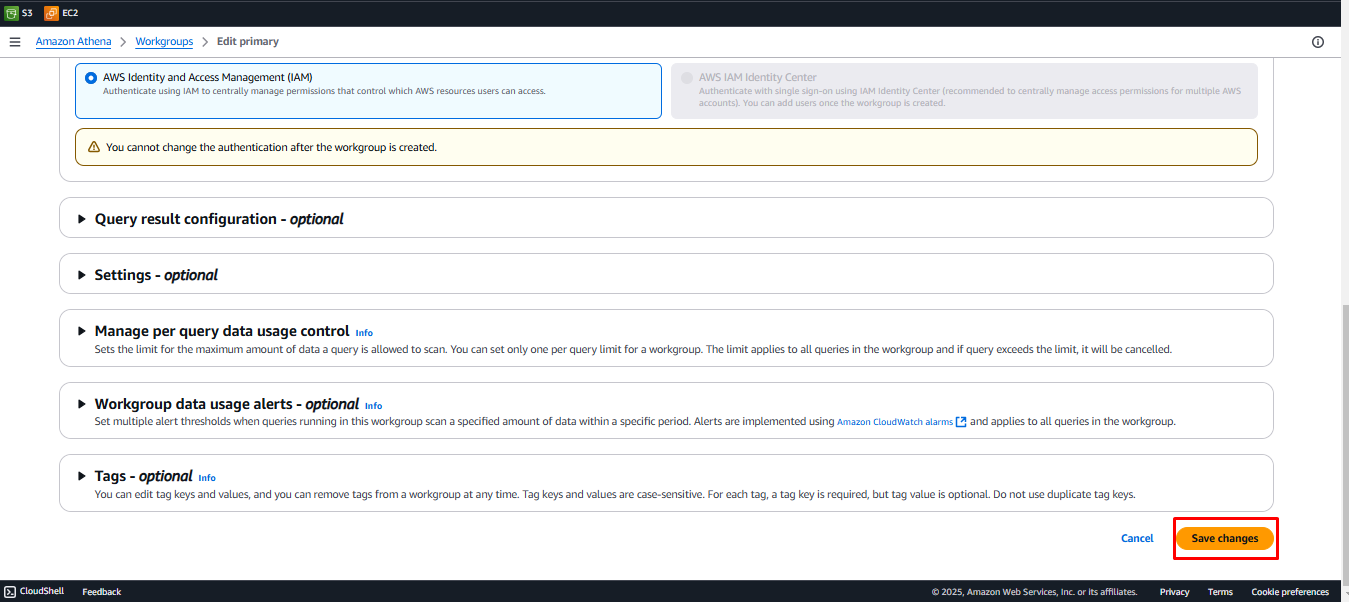 S3 EC2
Amazon Athena > Workgroups > Edit primary
AWS Identity and Access Management (IAM)
Authenticate using IAM to centrally manage permissions that control which AWS resources users can access.
AWS IAM Identity Center
Authenticate with single sign-on using IAM Identity Center (recommended to centrally manage access permissions for multiple AWS
accounts). You can add users once the workgroup is created.
You cannot change the authentication after the workgroup is created.
Query result configuration - optional
Settings - optional
Manage per query data usage control Info
Sets the limit for the maximum amount of data a query is allowed to scan. You can set only one per query limit for a workgroup. The limit applies to all queries in the workgroup and if query exceeds the limit, it will be cancelled.
Workgroup data usage alerts - optional Info
Set multiple alert thresholds when queries running in this workgroup scan a specified amount of data within a specific period. Alerts are implemented using Amazon CloudWatch alarms and applies to all queries in the workgroup.
Tags - optional Info
You can edit tag keys and values, and you can remove tags from a workgroup at any time. Tag keys and values are case-sensitive. For each tag, a tag key is required, but tag value is optional. Do not use duplicate tag keys.
Cancel Save changes
CloudShell Feedback © 2025, Amazon Web Services, Inc. or its affiliates. Privacy Terms Cookie preferences